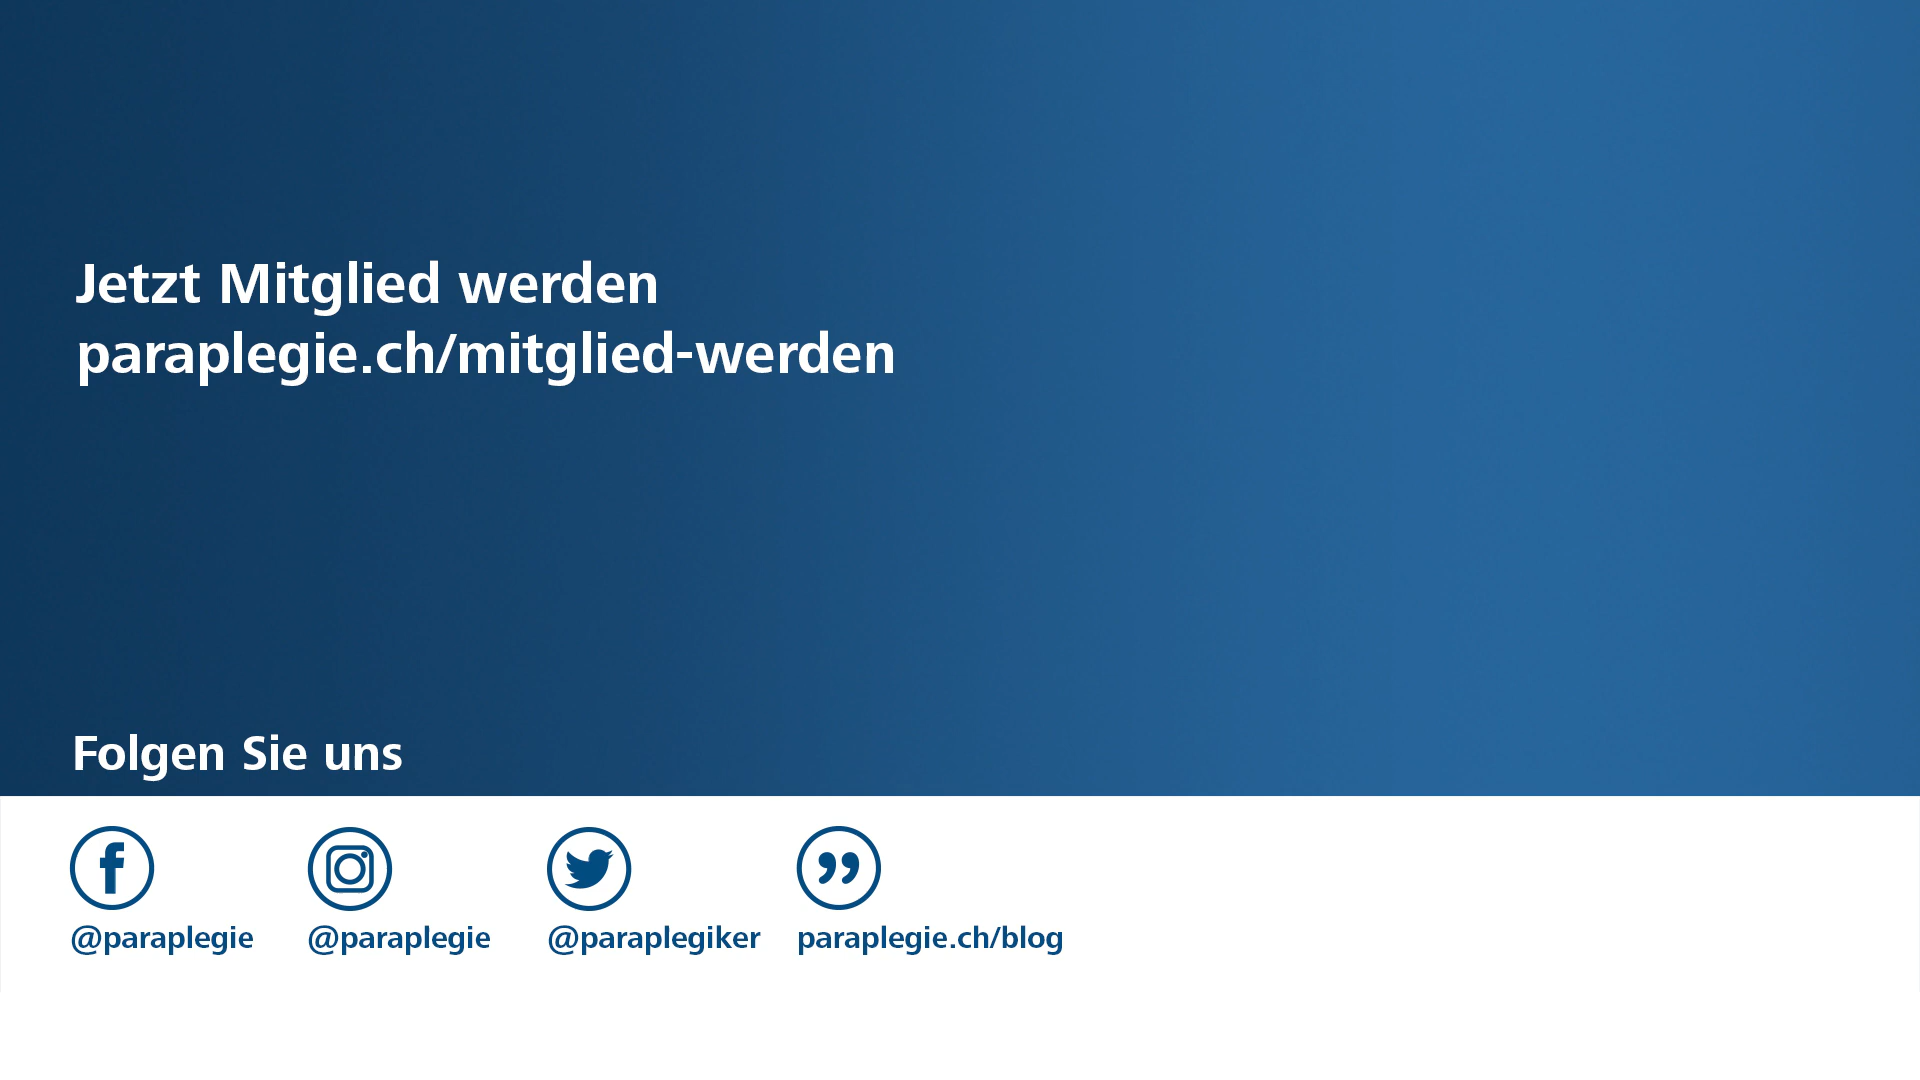 Jetzt Mitglied werden
paraplegie.ch/mitglied-werden
Folgen Sie uns
@paraplegie @paraplegie @paraplegiker paraplegie.ch/blog